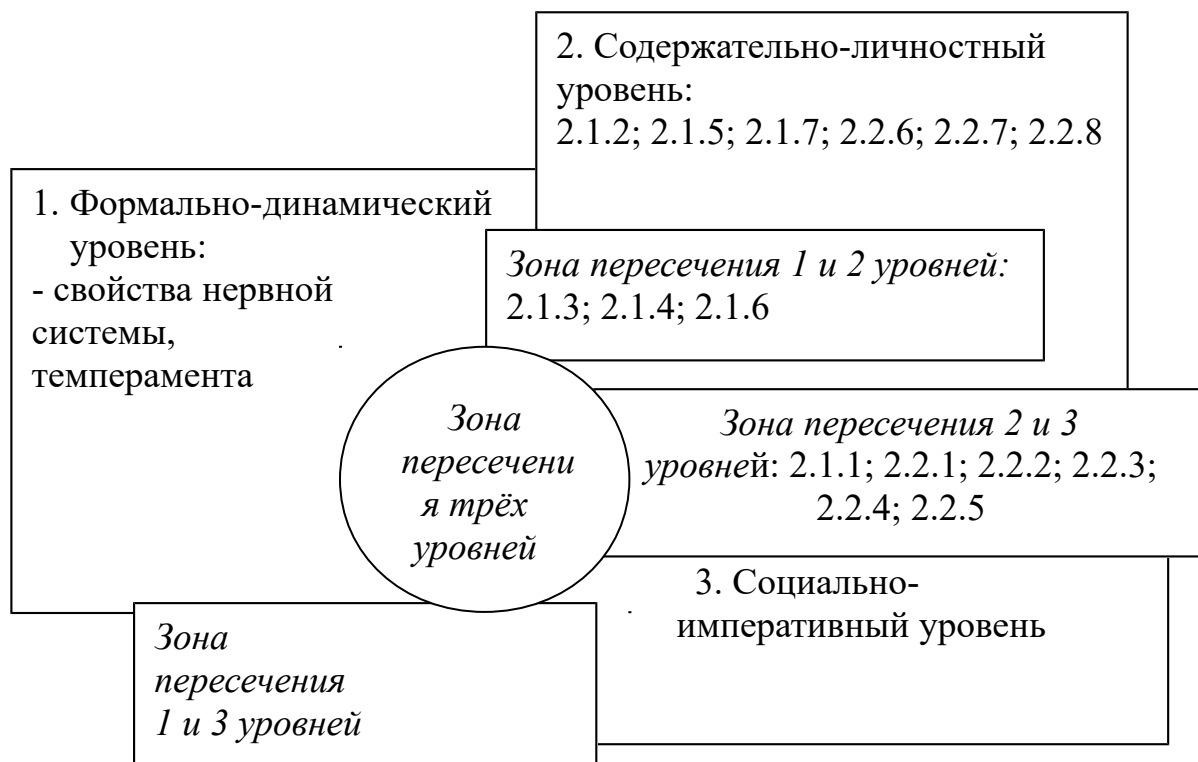 2. Содержательно-личностный
уровень:
2.1.2; 2.1.5; 2.1.7; 2.2.6; 2.2.7; 2.2.8
1. Формально-динамический
уровень:
- свойства нервной
системы,
темперамента
Зона пересечения 1 и 2 уровней:
2.1.3; 2.1.4; 2.1.6
Зона
пересечени
я трёх
уровней
Зона пересечения 2 и 3
уровней: 2.1.1; 2.2.1; 2.2.2; 2.2.3;
2.2.4; 2.2.5
3. Социально-
императивный уровень
Зона
пересечения
1 и 3 уровней